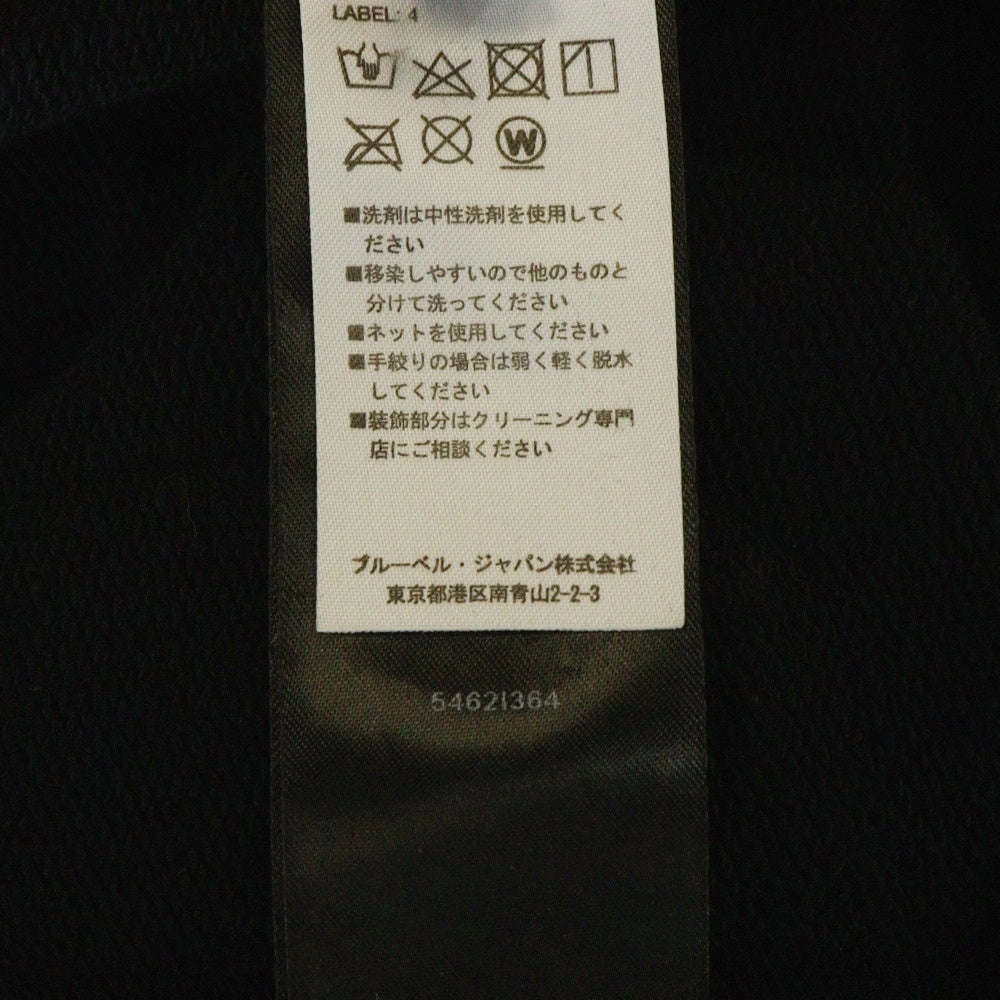 LABEL: 4
W
■洗剤は中性洗剤を使用してく
ださい
■移染しやすいので他のものと
分けて洗ってください
■ネットを使用してください
■手絞りの場合は弱く軽く脱水
してください
■装飾部分はクリーニング専門
店にご相談ください
ブルーベル・ジャパン株式会社
東京都港区南青山2-2-3
54621364